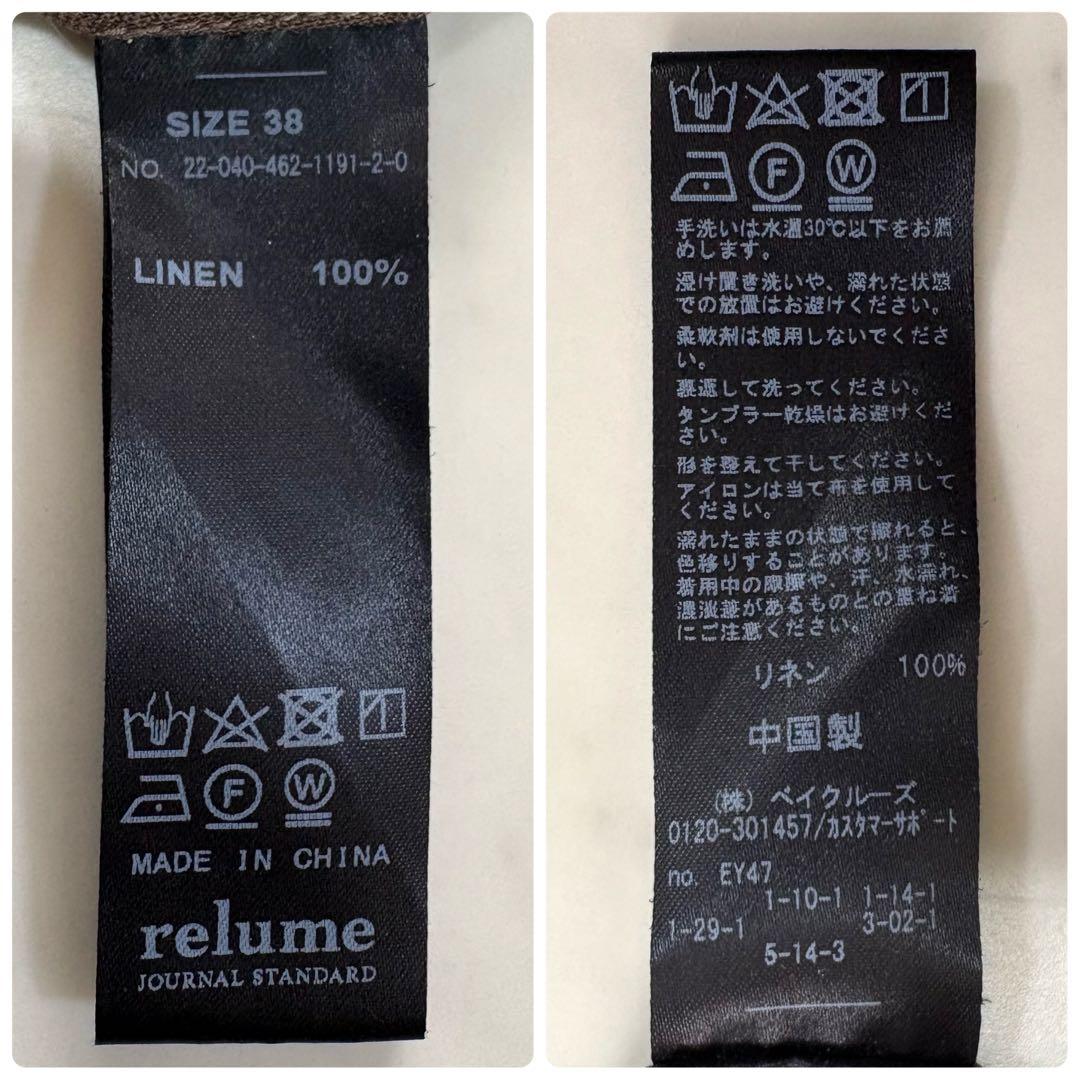 SIZE 38
NO. 22-040-462-1191-2-0
LINEN 100%
F W
MADE IN CHINA
relume
JOURNAL STANDARD
F W
手洗いは水温30℃以下をお薦
めします。
浸け置き洗いや、濡れた状態
での放置はお避けください。
柔軟剤は使用しないでくださ
い。
裏返して洗ってください。
タンブラー乾燥はお避けくだ
さい。
形を整えて干してください。
アイロンは当て布を使用して
ください。
濡れたままの状態で擦れると、
色移りすることがあります。
着用中の摩擦や、汗、水濡れ、
濃淡差があるものとの重ね着
にご注意ください。
リネン 100%
中国製
(株) ベイクルーズ
0120-301457/カスタマーサポート
no. EY47
1-10-1 1-14-1
1-29-1 3-02-1
5-14-3